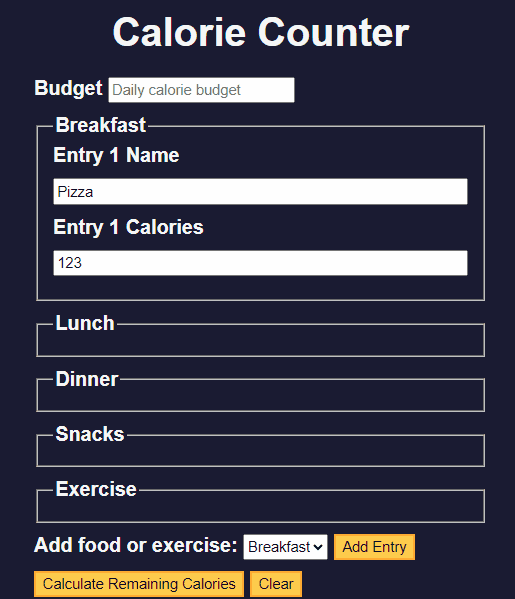 Calorie Counter
Budget Daily calorie budget
Breakfast
Entry 1 Name
Pizza
Entry 1 Calories
123
Lunch
Dinner
Snacks
Exercise
Add food or exercise: Breakfast Add Entry
Calculate Remaining Calories Clear